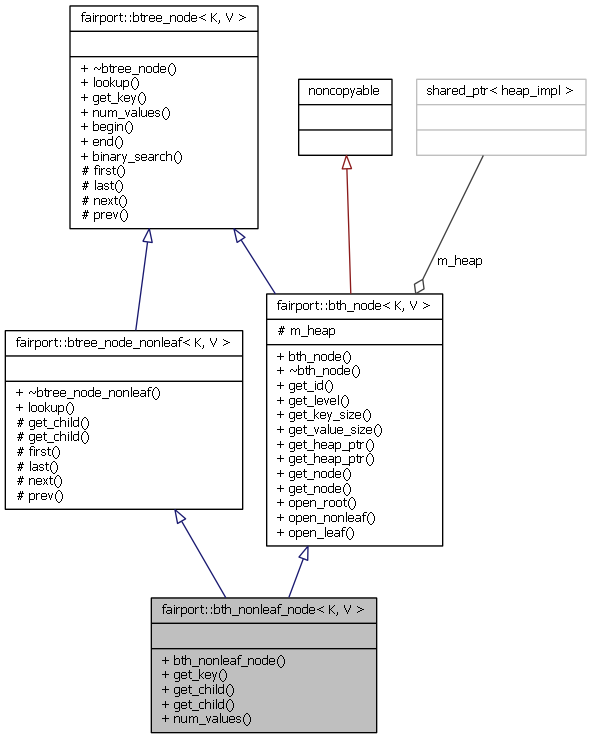 fairport::btree_node< K, V >
+ ~btree_node()
+ lookup()
+ get_key()
+ num_values()
+ begin()
+ end()
+ binary_search()
# first()
# last()
# next()
# prev()
noncopyable
shared_ptr< heap_impl >
m_heap
fairport::btree_node_nonleaf< K, V >
+ ~btree_node_nonleaf()
+ lookup()
# get_child()
# get_child()
# first()
# last()
# next()
# prev()
fairport::bth_node< K, V >
# m_heap
+ bth_node()
+ ~bth_node()
+ get_id()
+ get_level()
+ get_key_size()
+ get_value_size()
+ get_heap_ptr()
+ get_heap_ptr()
+ get_node()
+ get_node()
+ open_root()
+ open_nonleaf()
+ open_leaf()
fairport::bth_nonleaf_node< K, V >
+ bth_nonleaf_node()
+ get_key()
+ get_child()
+ get_child()
+ num_values()